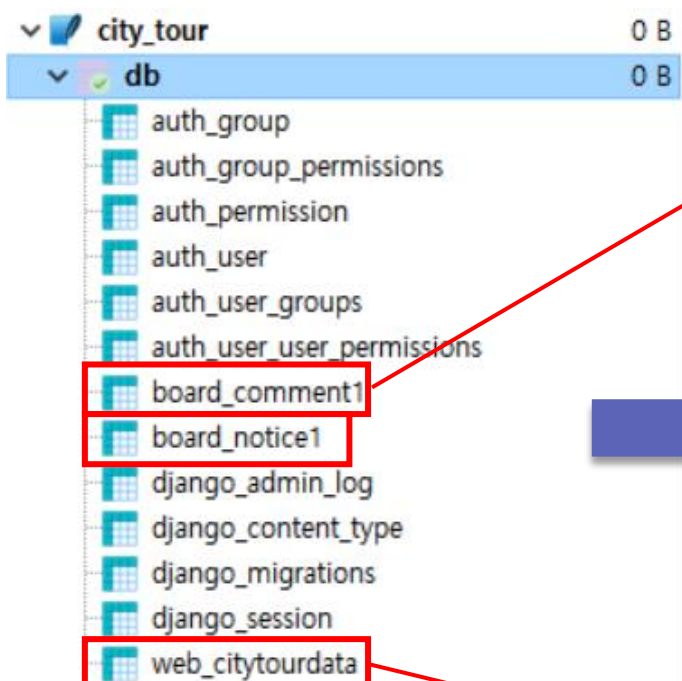 city_tour 0 B
db 0 B
auth_group
auth_group_permissions
auth_permission
auth_user
auth_user_groups
auth_user_user_permissions
board_comment1
board_notice1
django_admin_log
django_content_type
django_migrations
django_session
web_citytourdata